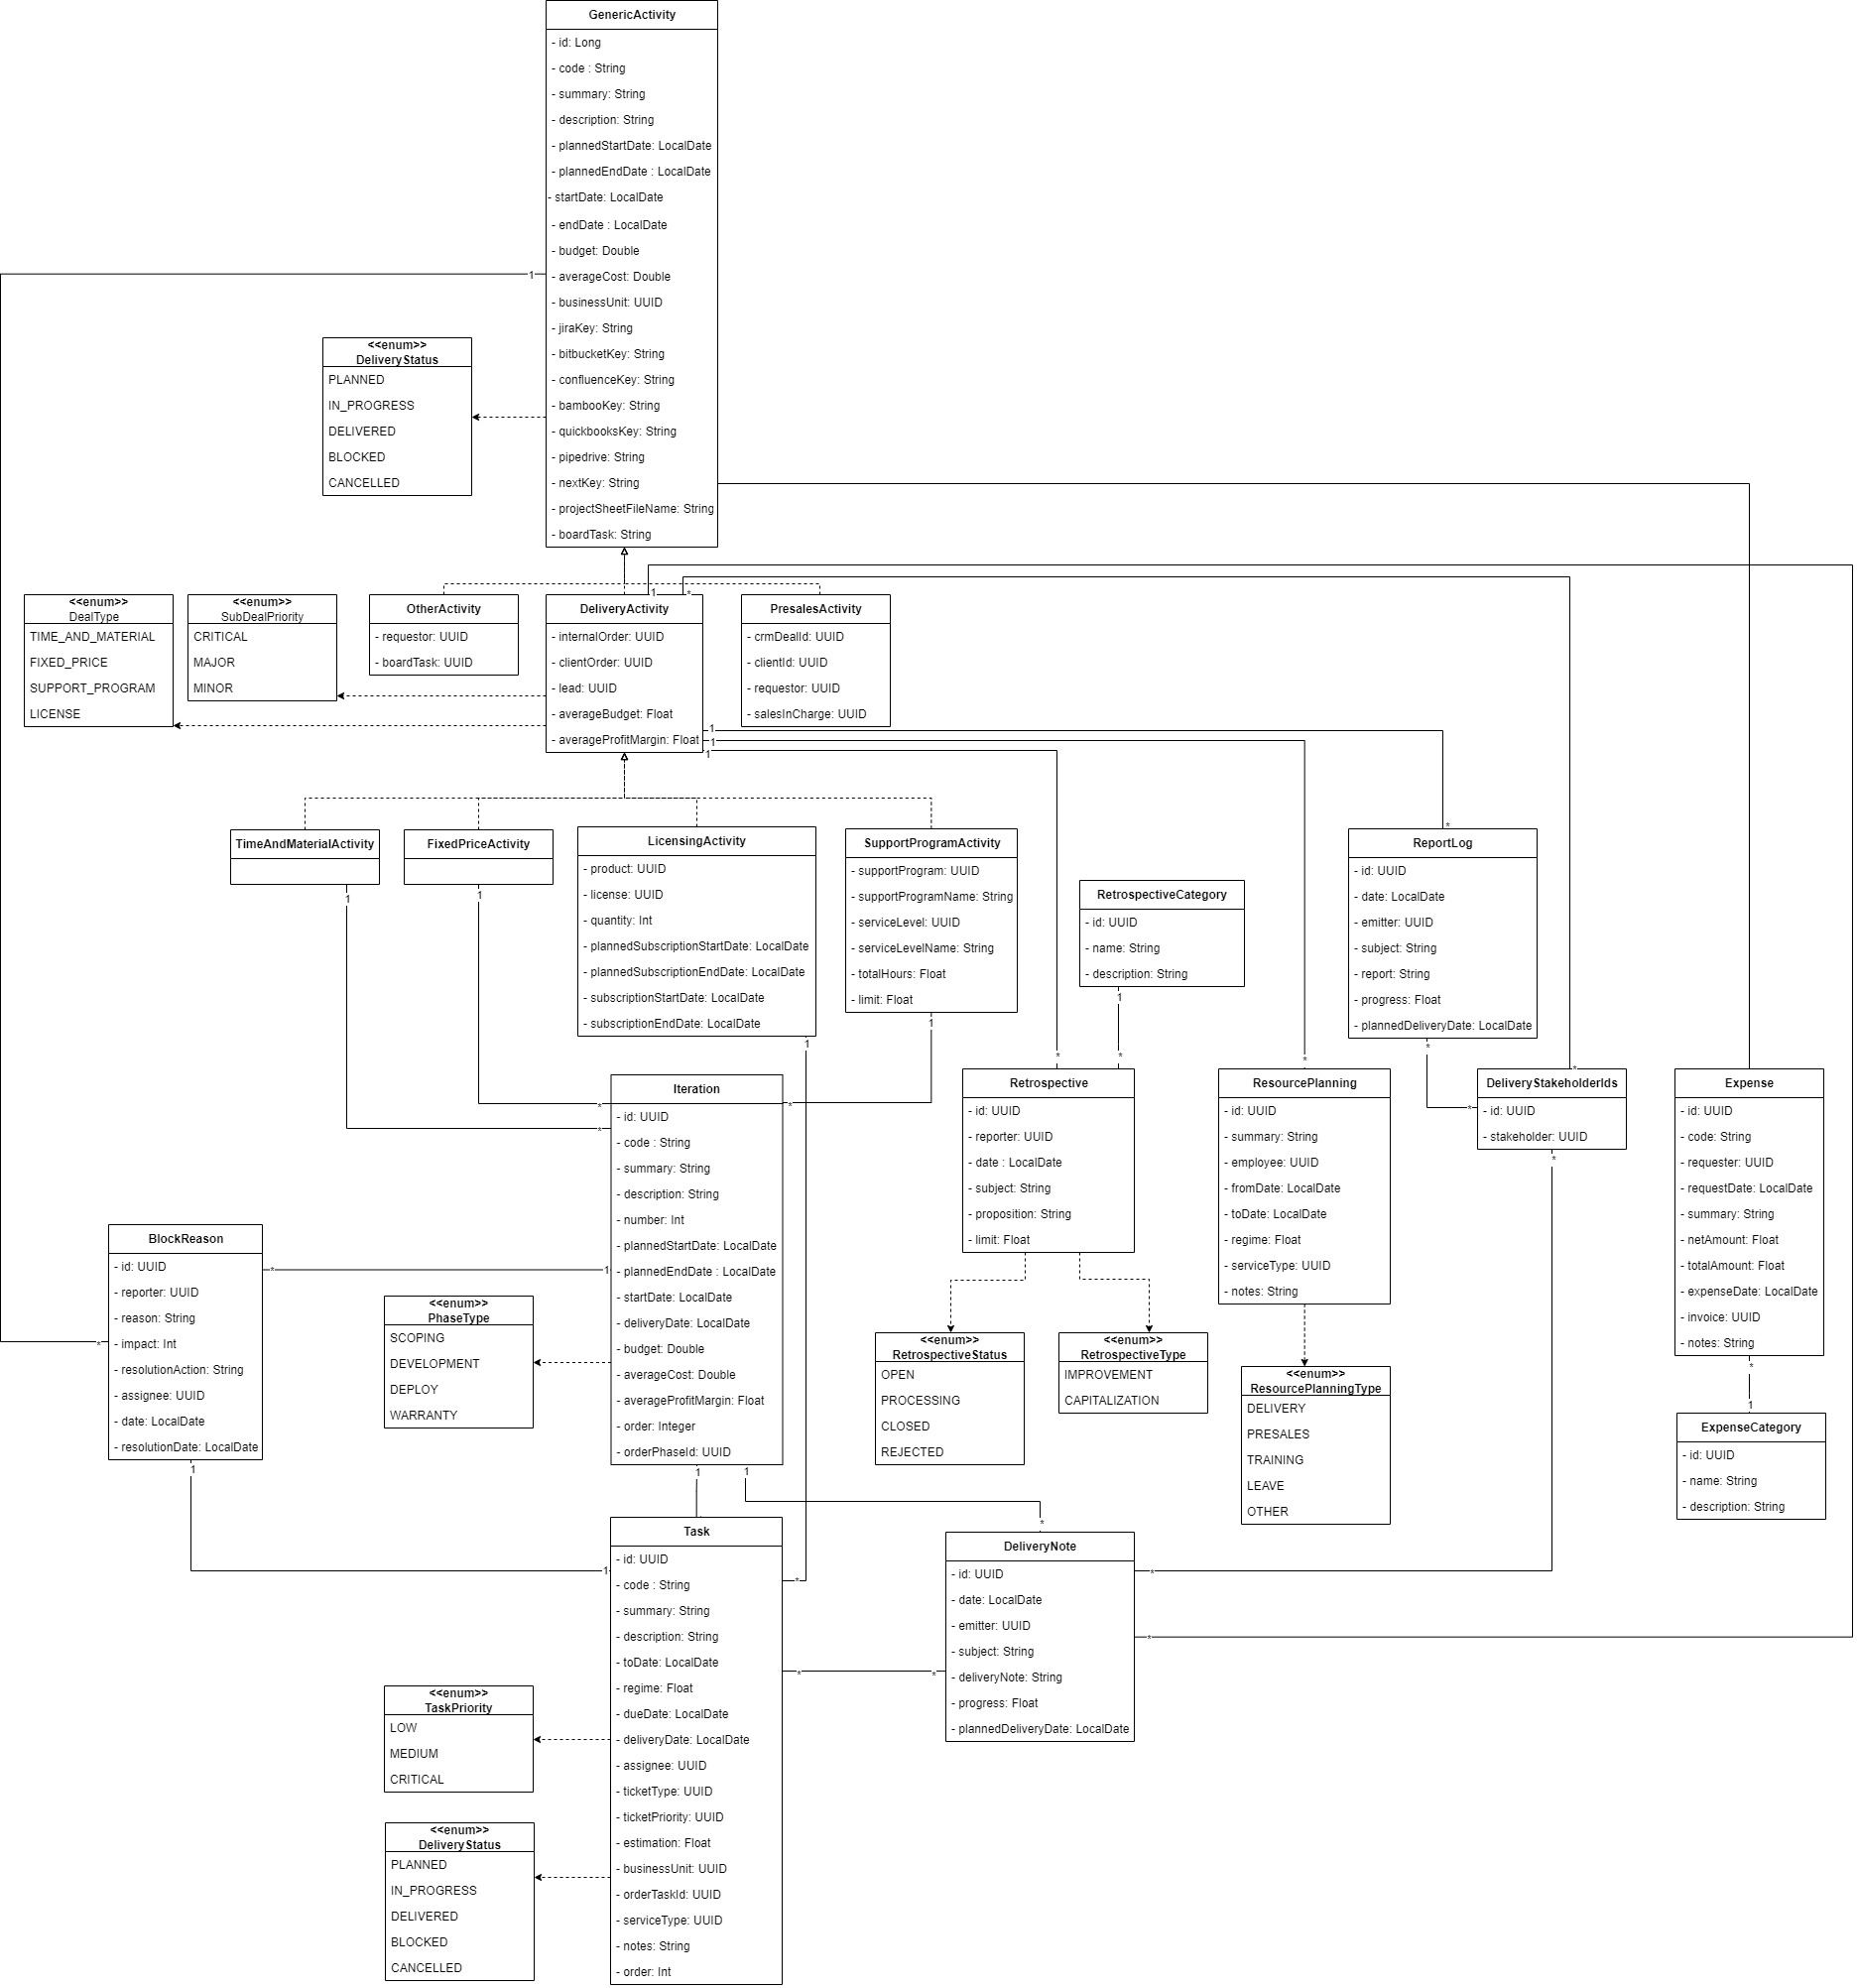 GenericActivity
- id: Long
- code : String
- summary: String
- description: String
- plannedStartDate: LocalDate
- plannedEndDate : LocalDate
- startDate: LocalDate
- endDate : LocalDate
- budget: Double
- averageCost: Double
- businessUnit: UUID
- jiraKey: String
- bitbucketKey: String
- confluenceKey: String
- bambooKey: String
- quickbooksKey: String
- pipedrive: String
- nextKey: String
- projectSheetFileName: String
- boardTask: String
1
<<enum>>
DeliveryStatus
PLANNED
IN_PROGRESS
DELIVERED
BLOCKED
CANCELLED
<<enum>>
DealType
TIME_AND_MATERIAL
FIXED_PRICE
SUPPORT_PROGRAM
LICENSE
<<enum>>
SubDealPriority
CRITICAL
MAJOR
MINOR
OtherActivity
- requestor: UUID
- boardTask: UUID
1
*
DeliveryActivity
- internalOrder: UUID
- clientOrder: UUID
- lead: UUID
- averageBudget: Float
- averageProfitMargin: Float
1
1
1
PresalesActivity
- crmDealId: UUID
- clientId: UUID
- requestor: UUID
- salesInCharge: UUID
TimeAndMaterialActivity
1
FixedPriceActivity
1
LicensingActivity
- product: UUID
- license: UUID
- quantity: Int
- plannedSubscriptionStartDate: LocalDate
- plannedSubscriptionEndDate: LocalDate
- subscriptionStartDate: LocalDate
- subscriptionEndDate: LocalDate
1
SupportProgramActivity
- supportProgram: UUID
- supportProgramName: String
- serviceLevel: UUID
- serviceLevelName: String
- totalHours: Float
- limit: Float
1
RetrospectiveCategory
- id: UUID
- name: String
- description: String
1
*
*
*
ReportLog
- id: UUID
- date: LocalDate
- emitter: UUID
- subject: String
- report: String
- progress: Float
- plannedDeliveryDate: LocalDate
*
*
*
*
Iteration
- id: UUID
- code : String
- summary: String
- description: String
- number: Int
- plannedStartDate: LocalDate
- plannedEndDate : LocalDate
- startDate: LocalDate
- deliveryDate: LocalDate
- budget: Double
- averageCost: Double
- averageProfitMargin: Float
- order: Integer
- orderPhaseId: UUID
*
*
*
1
1
1
Retrospective
- id: UUID
- reporter: UUID
- date : LocalDate
- subject: String
- proposition: String
- limit: Float
ResourcePlanning
- id: UUID
- summary: String
- employee: UUID
- fromDate: LocalDate
- toDate: LocalDate
- regime: Float
- serviceType: UUID
- notes: String
DeliveryStakeholderIds
- id: UUID
- stakeholder: UUID
*
Expense
- id: UUID
- code: String
- requester: UUID
- requestDate: LocalDate
- summary: String
- netAmount: Float
- totalAmount: Float
- expenseDate: LocalDate
- invoice: UUID
- notes: String
*
1
BlockReason
- id: UUID
- reporter: UUID
- reason: String
- impact: Int
- resolutionAction: String
- assignee: UUID
- date: LocalDate
- resolutionDate: LocalDate
*
*
1
<<enum>>
PhaseType
SCOPING
DEVELOPMENT
DEPLOY
WARRANTY
<<enum>>
RetrospectiveStatus
OPEN
PROCESSING
CLOSED
REJECTED
<<enum>>
RetrospectiveType
IMPROVEMENT
CAPITALIZATION
<<enum>>
ResourcePlanningType
DELIVERY
PRESALES
TRAINING
LEAVE
OTHER
ExpenseCategory
- id: UUID
- name: String
- description: String
Task
- id: UUID
- code : String
- summary: String
- description: String
- toDate: LocalDate
- regime: Float
- dueDate: LocalDate
- deliveryDate: LocalDate
- assignee: UUID
- ticketType: UUID
- ticketPriority: UUID
- estimation: Float
- businessUnit: UUID
- orderTaskId: UUID
- serviceType: UUID
- notes: String
- order: Int
1
*
*
*
*
DeliveryNote
- id: UUID
- date: LocalDate
- emitter: UUID
- subject: String
- deliveryNote: String
- progress: Float
- plannedDeliveryDate: LocalDate
*
*
<<enum>>
TaskPriority
LOW
MEDIUM
CRITICAL
<<enum>>
DeliveryStatus
PLANNED
IN_PROGRESS
DELIVERED
BLOCKED
CANCELLED